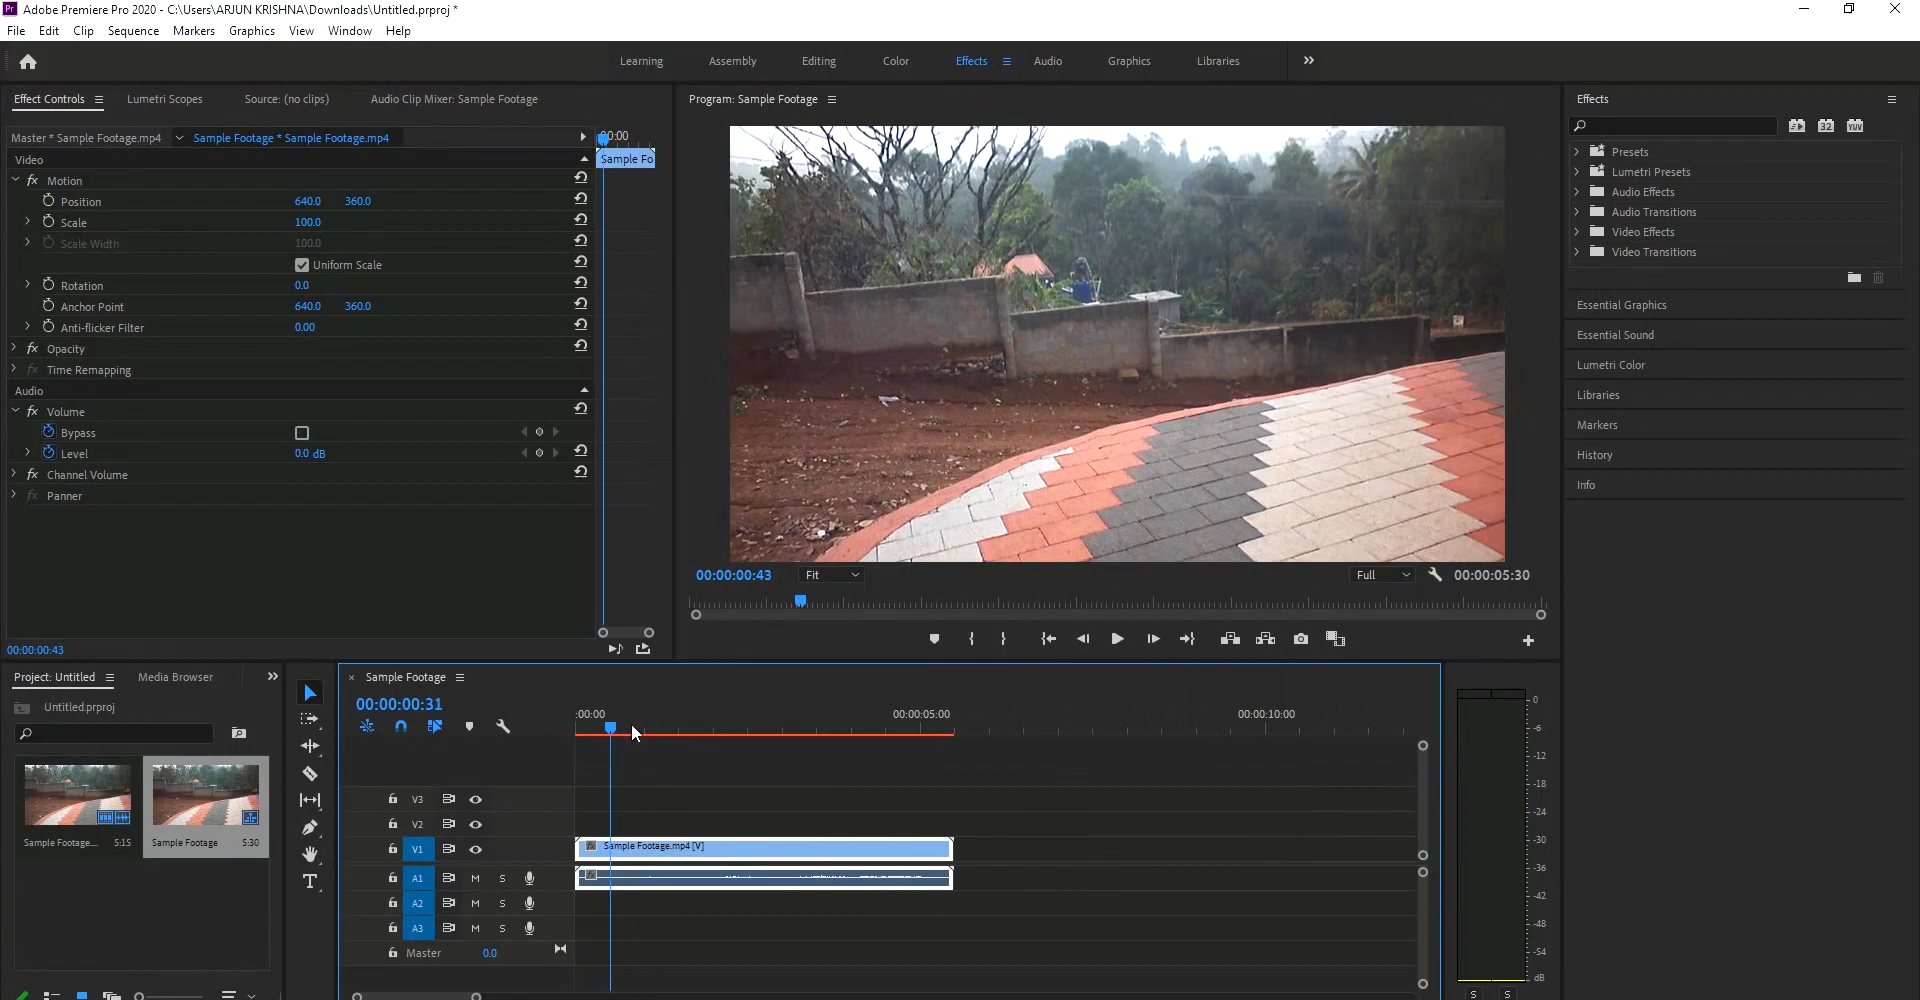 Pr Adobe Premiere Pro 2020 - C:\Users\ARJUN KRISHNA\Downloads\Untitled.prproj *
File Edit Clip Sequence Markers Graphics View Window Help
Learning Assembly Editing Color Effects Audio Graphics Libraries
Effect Controls Lumetri Scopes Source: (no clips) Audio Clip Mixer: Sample Footage
Master * Sample Footage.mp4 Sample Footage * Sample Footage.mp4
:00:00
Sample Fo
Video
fx Motion
Position 640.0 360.0
Scale 100.0
Scale Width 100.0
Uniform Scale
Rotation 0.0
Anchor Point 640.0 360.0
Anti-flicker Filter 0.00
fx Opacity
fx Time Remapping
Audio
fx Volume
Bypass
Level 0.0 dB
fx Channel Volume
fx Panner
00:00:00:43
Program: Sample Footage
00:00:00:43 Fit Full 00:00:05:30
Effects
32 YUV
Presets
Lumetri Presets
Audio Effects
Audio Transitions
Video Effects
Video Transitions
Essential Graphics
Essential Sound
Lumetri Color
Libraries
Markers
History
Info
Project: Untitled Media Browser
Untitled.prproj
Sample Footage.... 5:15
Sample Footage 5:30
Sample Footage
00:00:00:31
:00:00 00:00:05:00 00:00:10:00
V3
V2
V1
Sample Footage.mp4 [V]
A1 M S
A2 M S
A3 M S
Master 0.0
0
-6
-12
-18
-24
-30
-36
-42
-48
-54
dB
S S